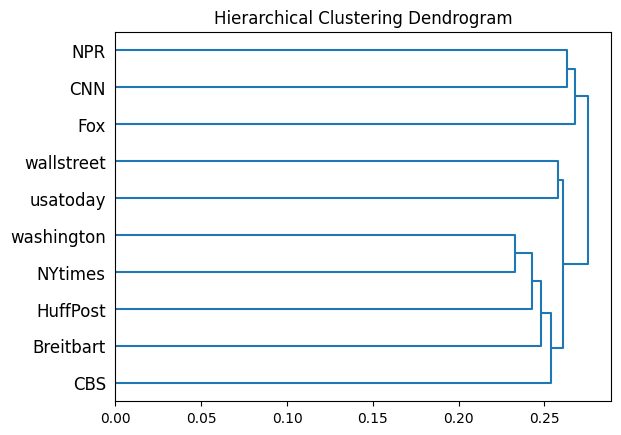 Hierarchical Clustering Dendrogram
NPR
CNN
Fox
wallstreet
usatoday
washington
NYtimes
HuffPost
Breitbart
CBS
0.00 0.05 0.10 0.15 0.20 0.25